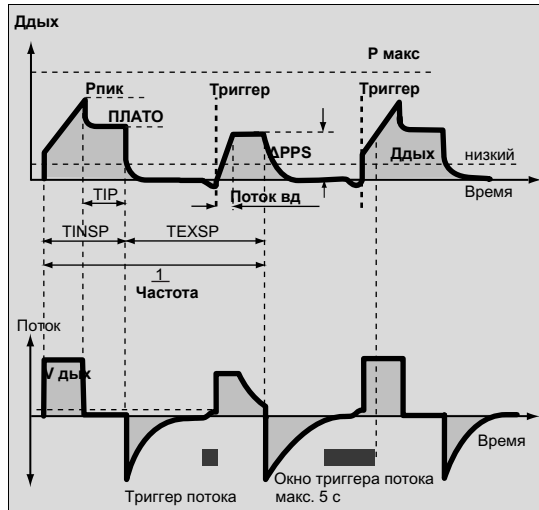 Ддых
Р макс
Рпик
Триггер
Триггер
ПЛАТО
ΔPPS
Ддых
низкий
Время
TIP
Поток вд
TINSP
TEXSP
1
Частота
Поток
V дых
Время
Триггер потока
Окно триггера потока
макс. 5 с